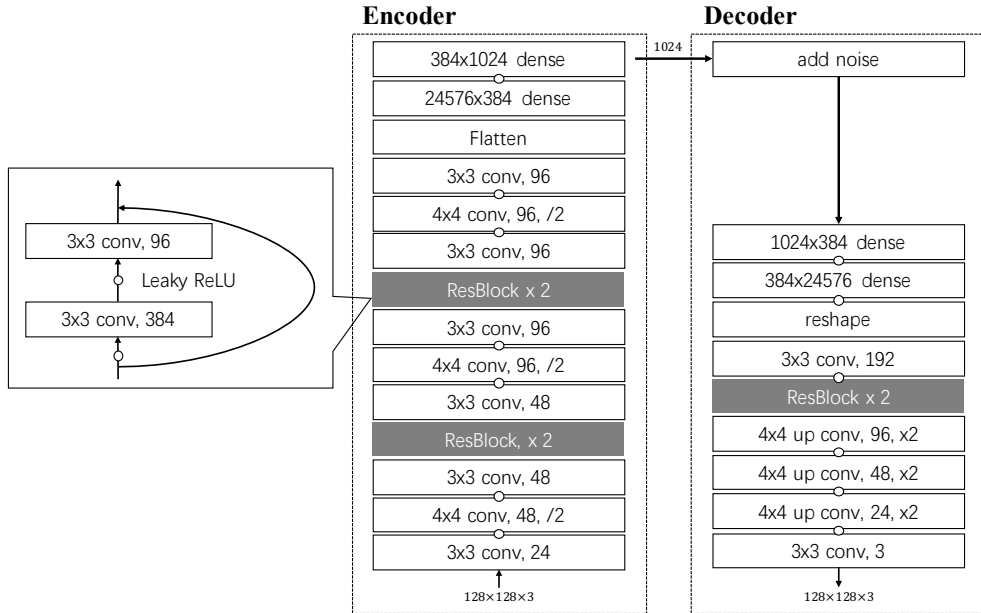 Encoder
384x1024 dense
24576x384 dense
Flatten
3x3 conv, 96
4x4 conv, 96, /2
3x3 conv, 96
ResBlock x 2
3x3 conv, 96
4x4 conv, 96, /2
3x3 conv, 48
ResBlock, x 2
3x3 conv, 48
4x4 conv, 48, /2
3x3 conv, 24
128×128×3
3x3 conv, 96
Leaky ReLU
3x3 conv, 384
1024
Decoder
add noise
1024x384 dense
384x24576 dense
reshape
3x3 conv, 192
ResBlock x 2
4x4 up conv, 96, x2
4x4 up conv, 48, x2
4x4 up conv, 24, x2
3x3 conv, 3
128×128×3